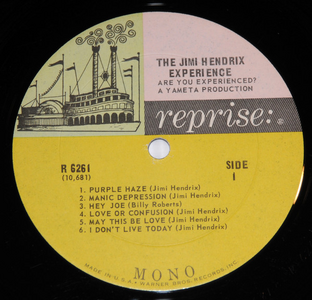 THE JIMI HENDRIX
EXPERIENCE
ARE YOU EXPERIENCED?
A YAMETA PRODUCTION
reprise:®
R 6261
(10,681)
SIDE
1
1. PURPLE HAZE (Jimi Hendrix)
2. MANIC DEPRESSION (Jimi Hendrix)
3. HEY JOE (Billy Roberts)
4. LOVE OR CONFUSION (Jimi Hendrix)
5. MAY THIS BE LOVE (Jimi Hendrix)
6. I DON'T LIVE TODAY (Jimi Hendrix)
MONO
MADE IN U.S.A. • WARNER BROS. RECORDS INC.